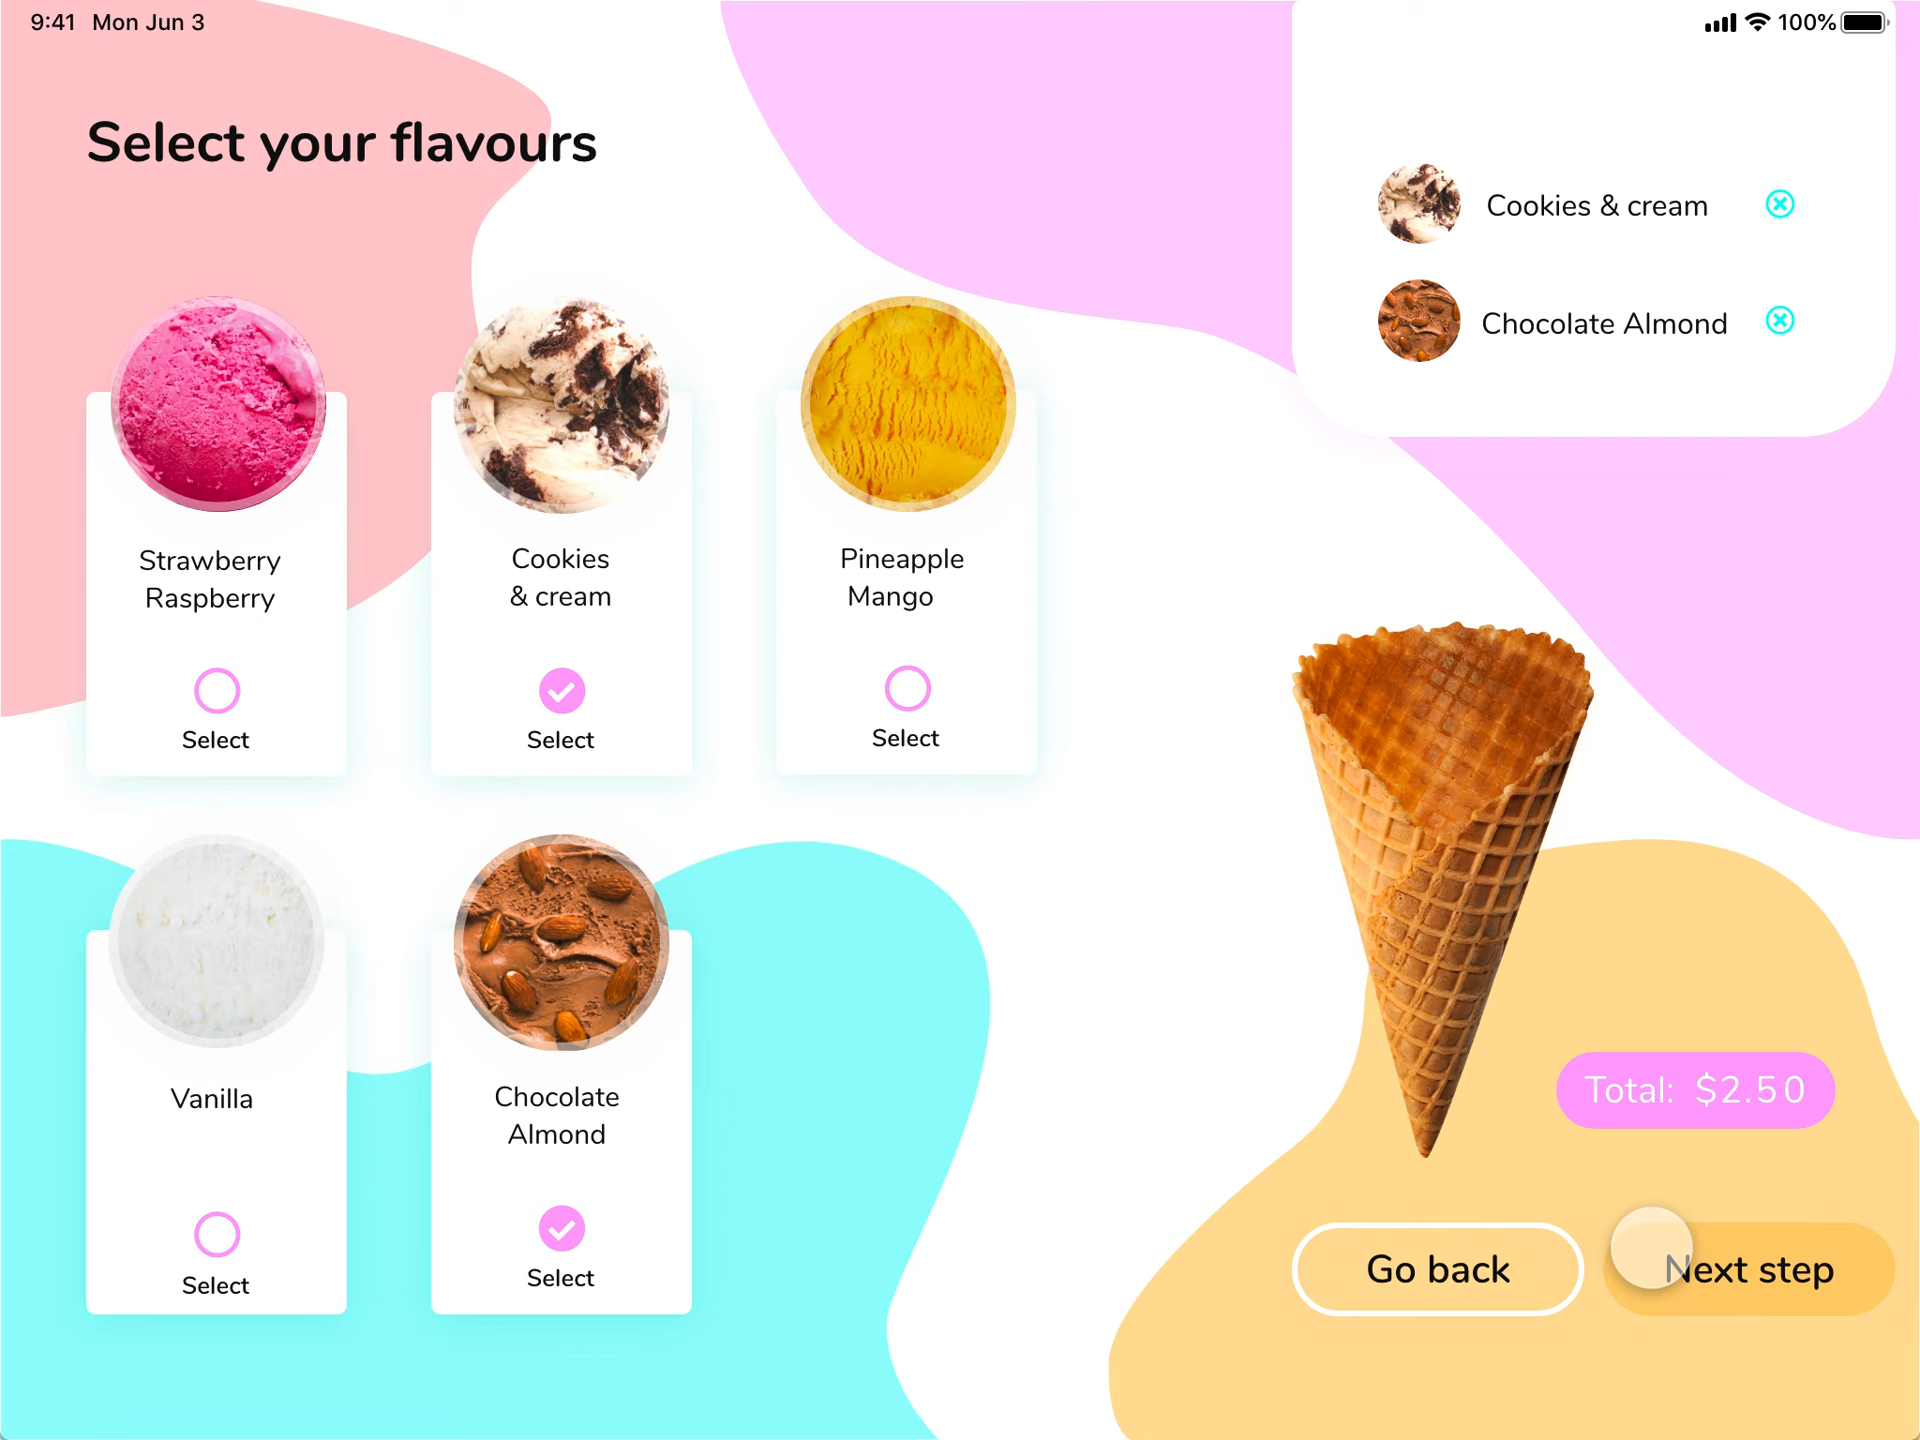 9:41 Mon Jun 3
100%
Select your flavours
Cookies & cream
Chocolate Almond
Strawberry
Raspberry
Select
Cookies
& cream
Select
Pineapple
Mango
Select
Vanilla
Select
Chocolate
Almond
Select
Total: $2.50
Go back
Next step